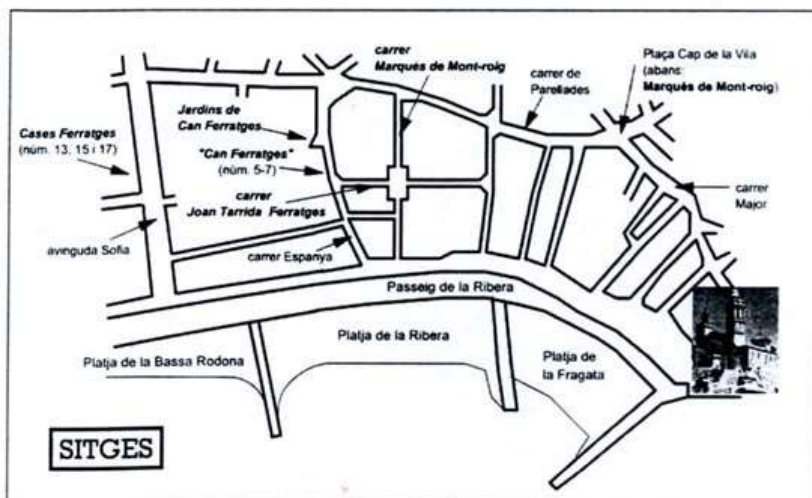 carrer
Marquès de Mont-roig
Plaça Cap de la Vila
(abans:
Marquès de Mont-roig)
carrer de
Parellades
Jardins de
Can Ferratges
Cases Ferratges
(núm. 13, 15 i 17)
"Can Ferratges"
(núm. 5-7)
carrer
Joan Tarrida Ferratges
carrer
Major
avinguda Sofia
carrer Espanya
Passeig de la Ribera
Platja de la Ribera
Platja de la Bassa Rodona
Platja de
la Fragata
SITGES